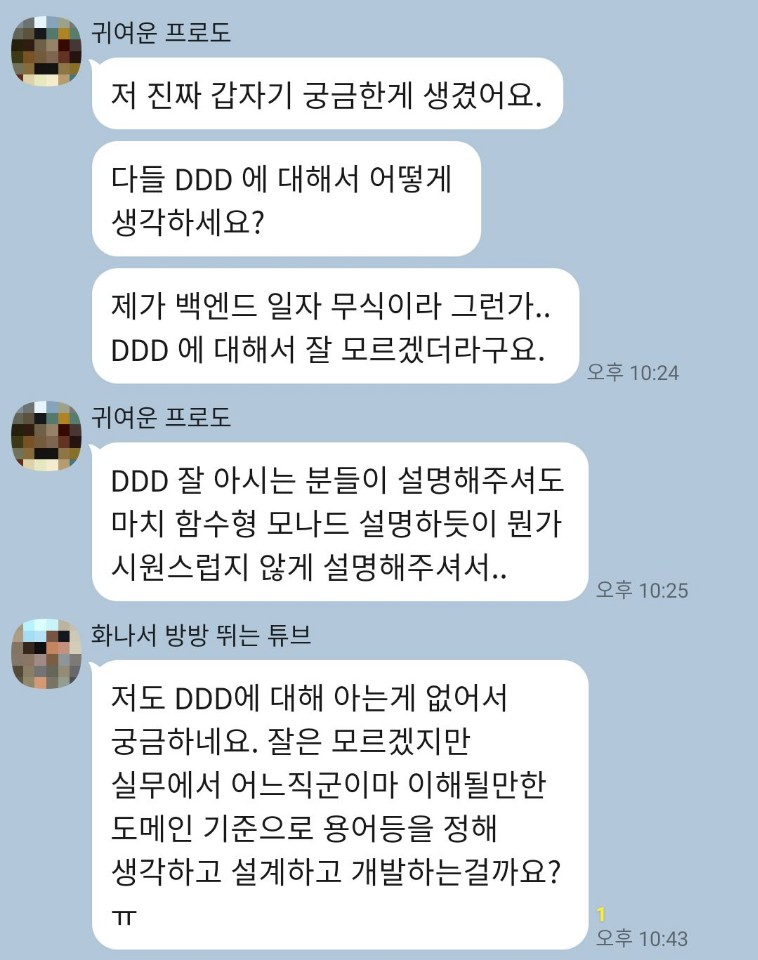 귀여운 프로도
저 진짜 갑자기 궁금한게 생겼어요.
다들 DDD 에 대해서 어떻게
생각하세요?
제가 백엔드 일자 무식이라 그런가..
DDD 에 대해서 잘 모르겠더라구요.
오후 10:24
귀여운 프로도
DDD 잘 아시는 분들이 설명해주셔도
마치 함수형 모나드 설명하듯이 뭔가
시원스럽지 않게 설명해주셔서..
오후 10:25
화나서 방방 뛰는 튜브
저도 DDD에 대해 아는게 없어서
궁금하네요. 잘은 모르겠지만
실무에서 어느직군이마 이해될만한
도메인 기준으로 용어등을 정해
생각하고 설계하고 개발하는걸까요?
ㅠ
1
오후 10:43